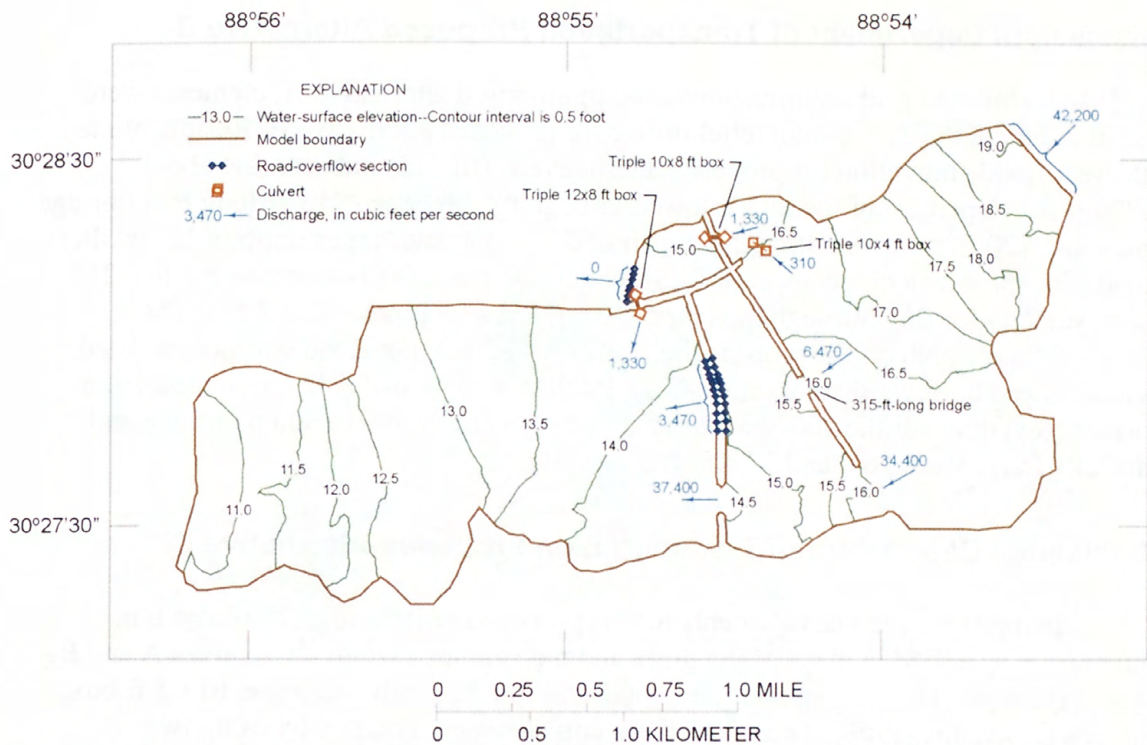 88°56'
88°55'
88°54'
EXPLANATION
—13.0— Water-surface elevation--Contour interval is 0.5 foot
Model boundary
Road-overflow section
Culvert
3,470 Discharge, in cubic feet per second
30°28'30"
30°27'30"
42,200
19.0
18.5
18.0
17.5
17.0
16.5
Triple 10x8 ft box
1,330
16.5
Triple 12x8 ft box
15.0
Triple 10x4 ft box
310
0
1,330
6,470
16.0
315-ft-long bridge
15.5
3,470
13.0
13.5
14.0
34,400
15.0
15.5
16.0
37,400
14.5
11.0
11.5
12.0
12.5
0 0.25 0.5 0.75 1.0 MILE
0 0.5 1.0 KILOMETER